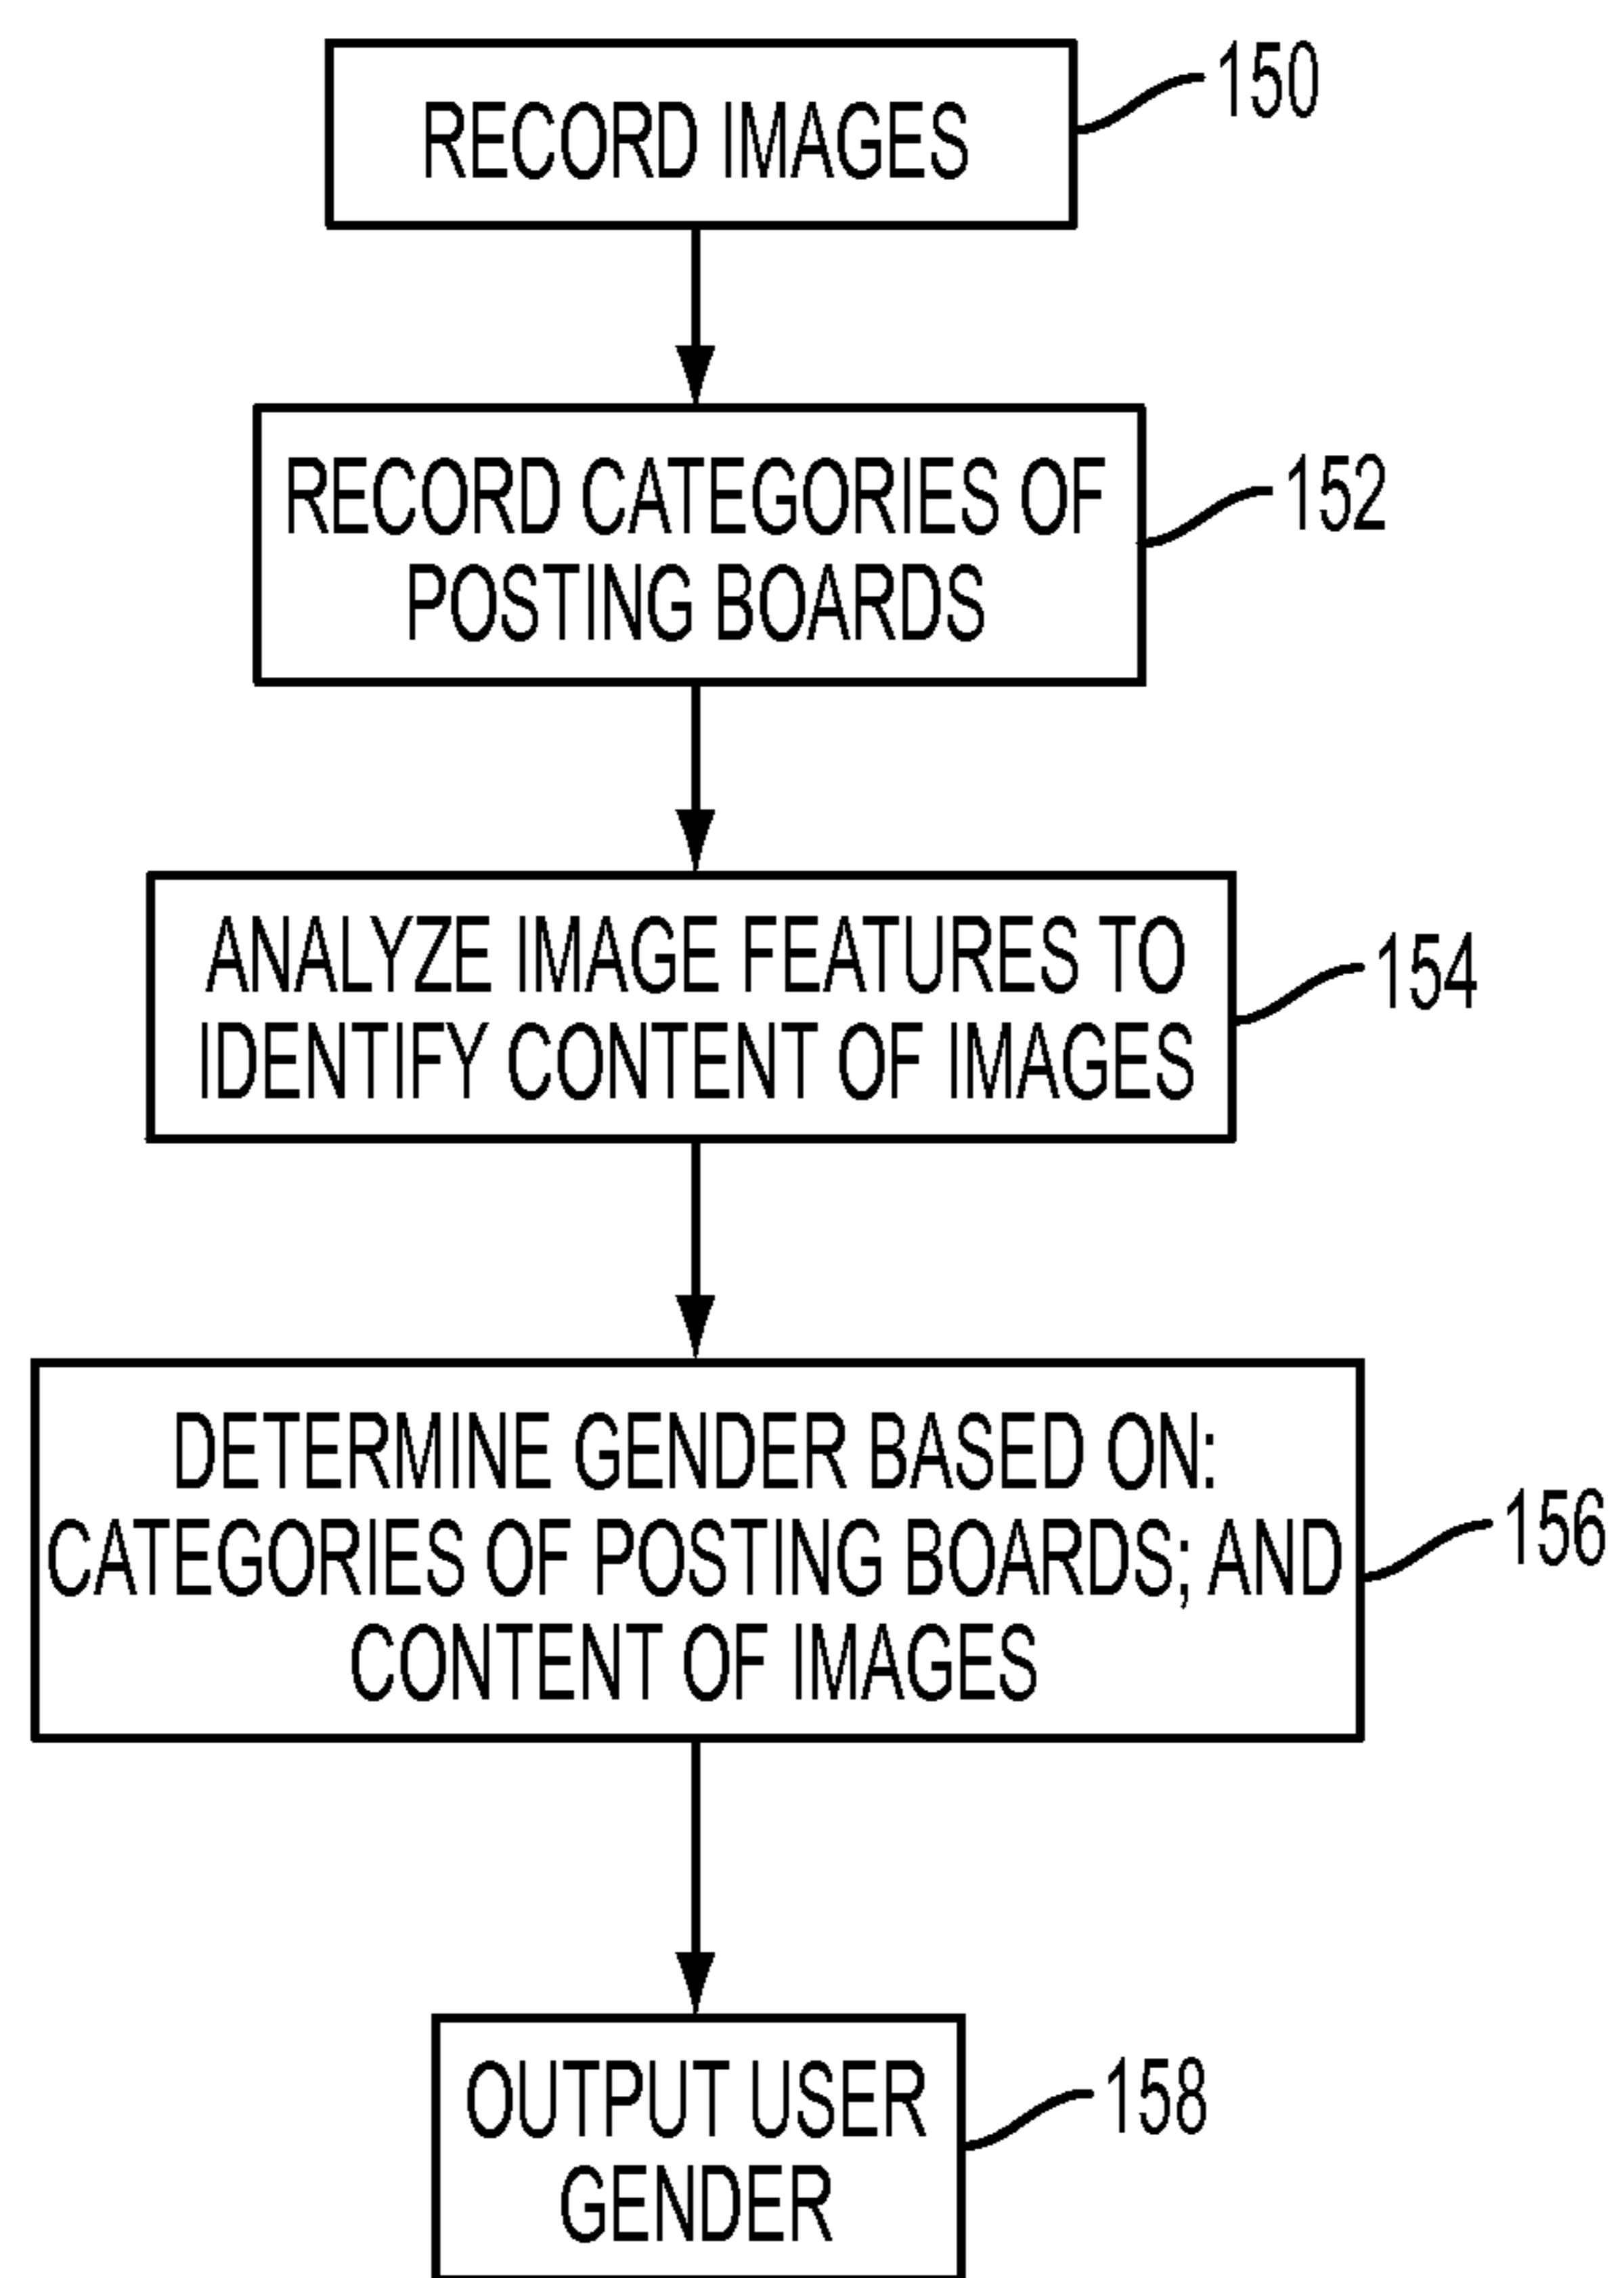 RECORD IMAGES
150
RECORD CATEGORIES OF
POSTING BOARDS
152
ANALYZE IMAGE FEATURES TO
IDENTIFY CONTENT OF IMAGES
154
DETERMINE GENDER BASED ON:
CATEGORIES OF POSTING BOARDS; AND
CONTENT OF IMAGES
156
OUTPUT USER
GENDER
158